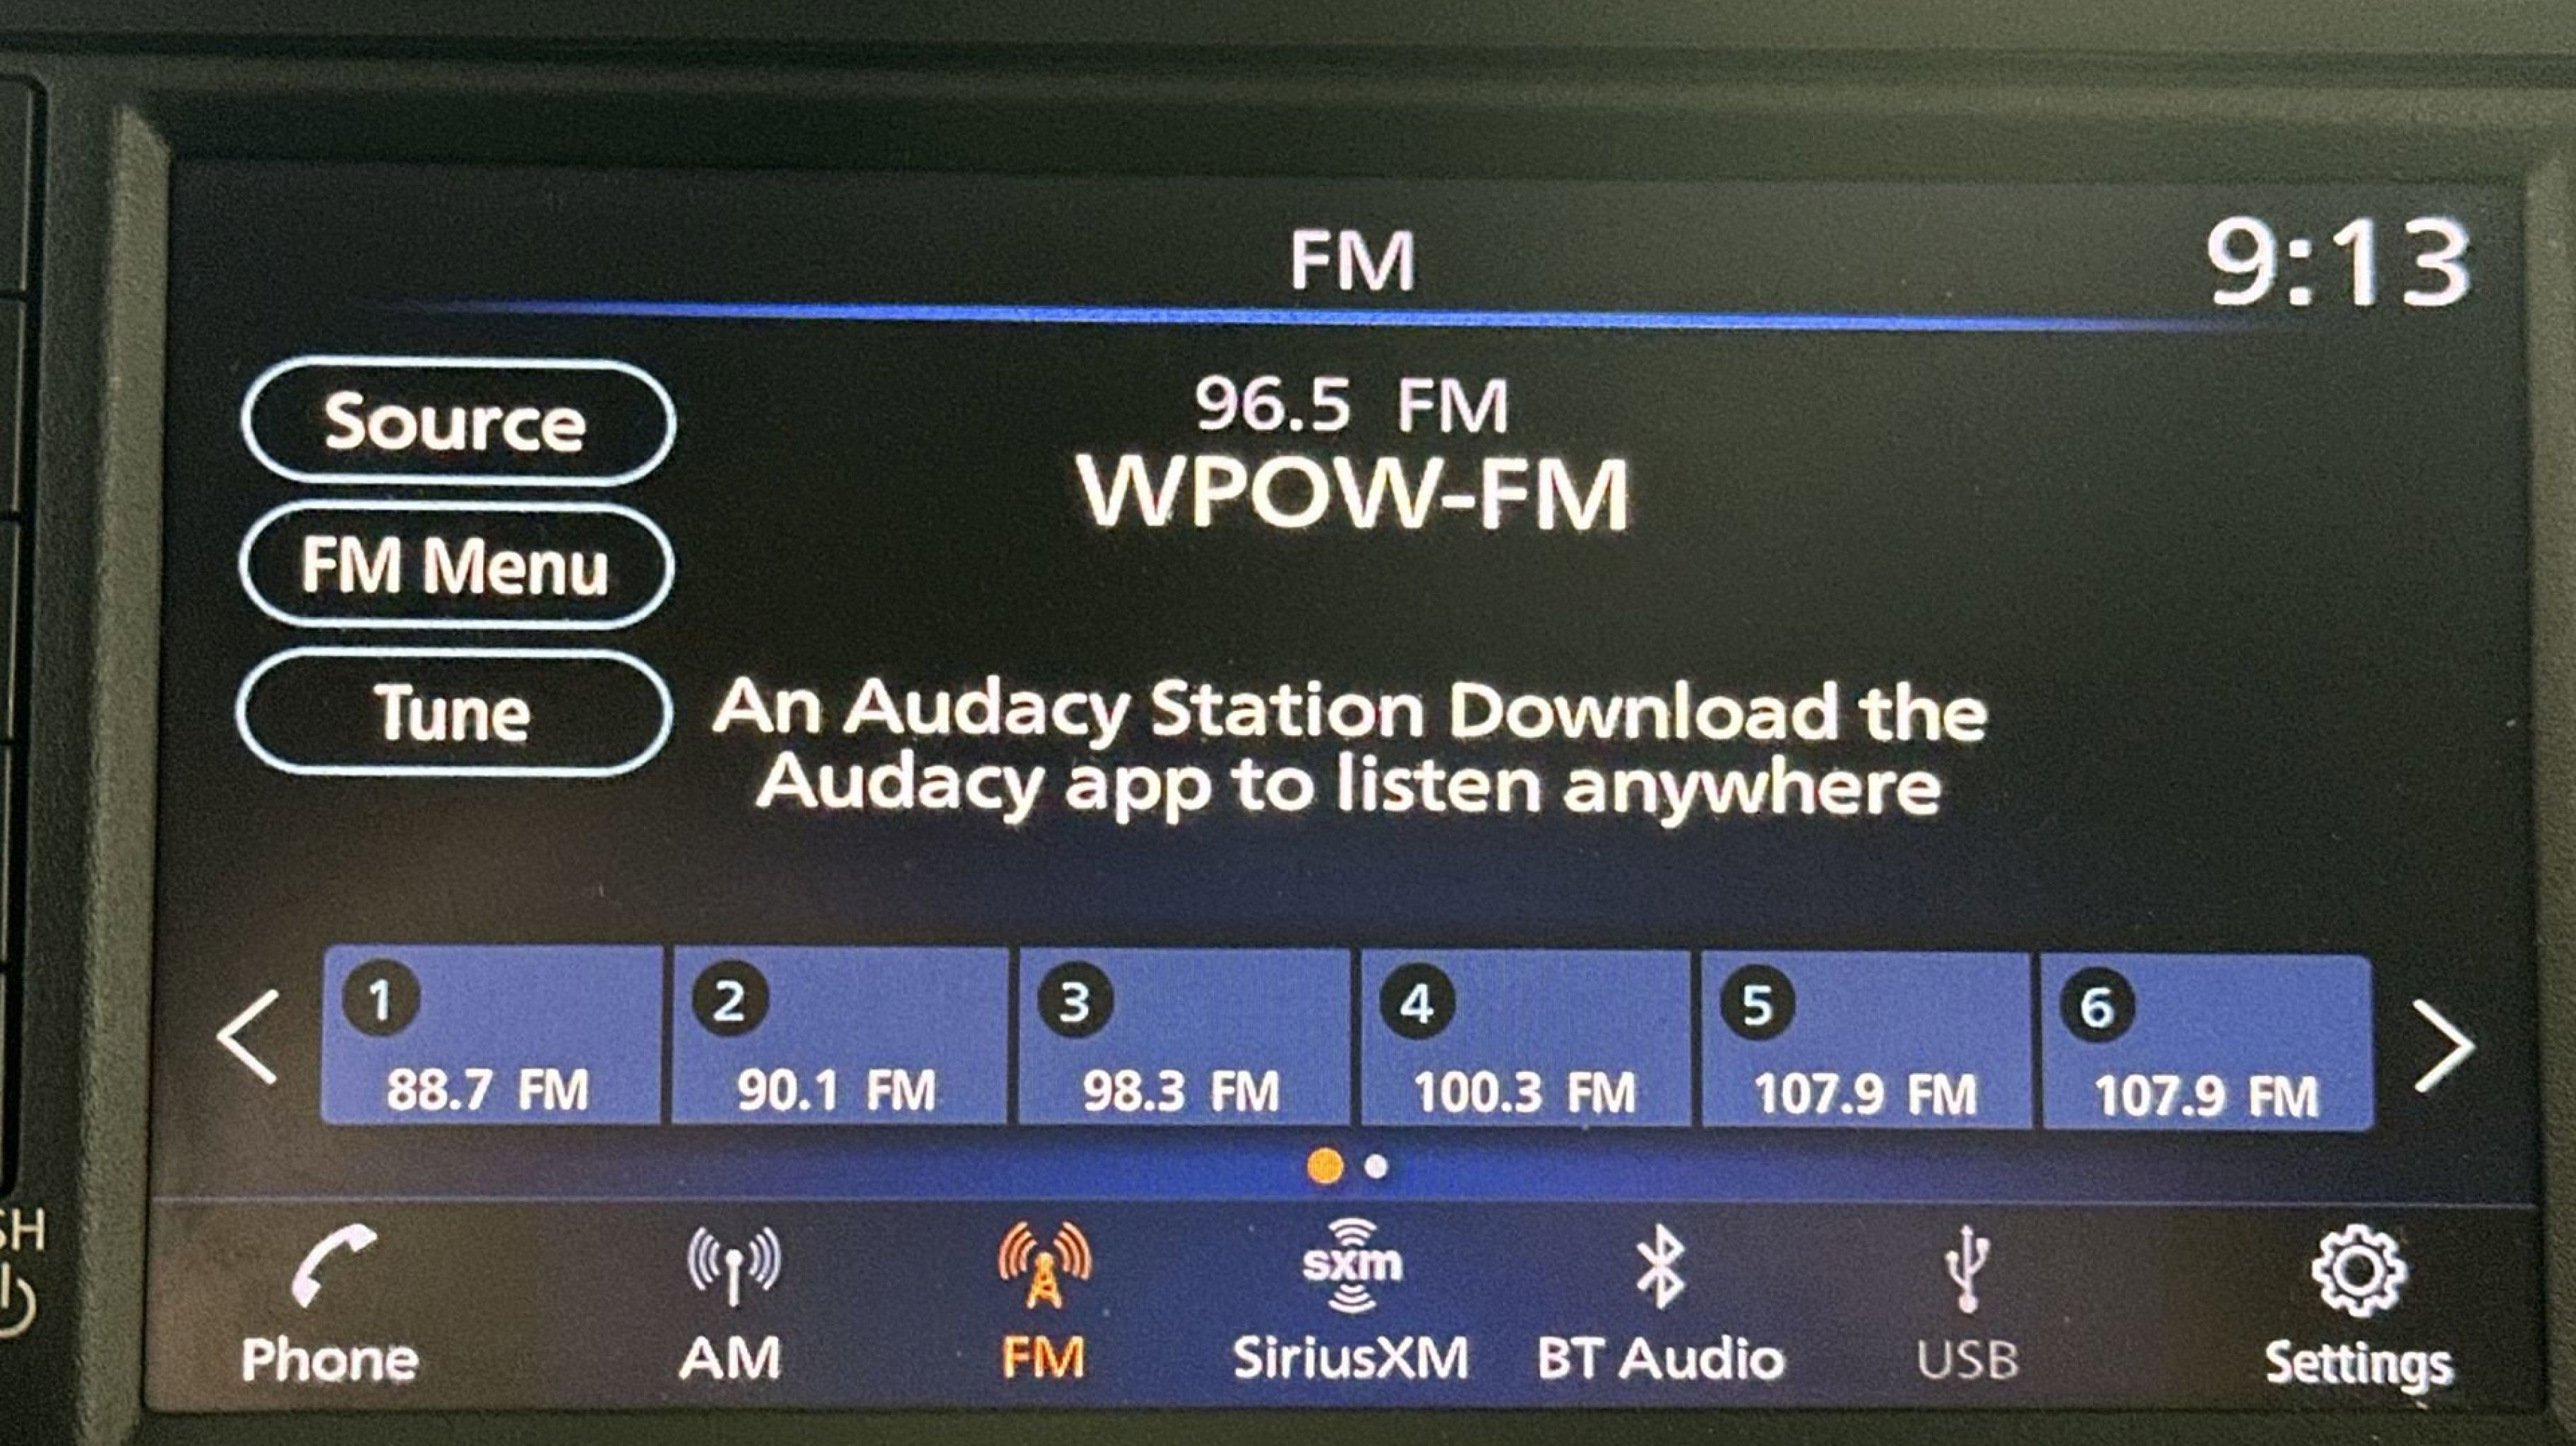 FM
9:13
Source
FM Menu
Tune
96.5 FM
WPOW-FM
An Audacy Station Download the
Audacy app to listen anywhere
1
88.7 FM
2
90.1 FM
3
98.3 FM
4
100.3 FM
5
107.9 FM
6
107.9 FM
SH
Phone
AM
FM
sxm
SiriusXM
BT Audio
USB
Settings